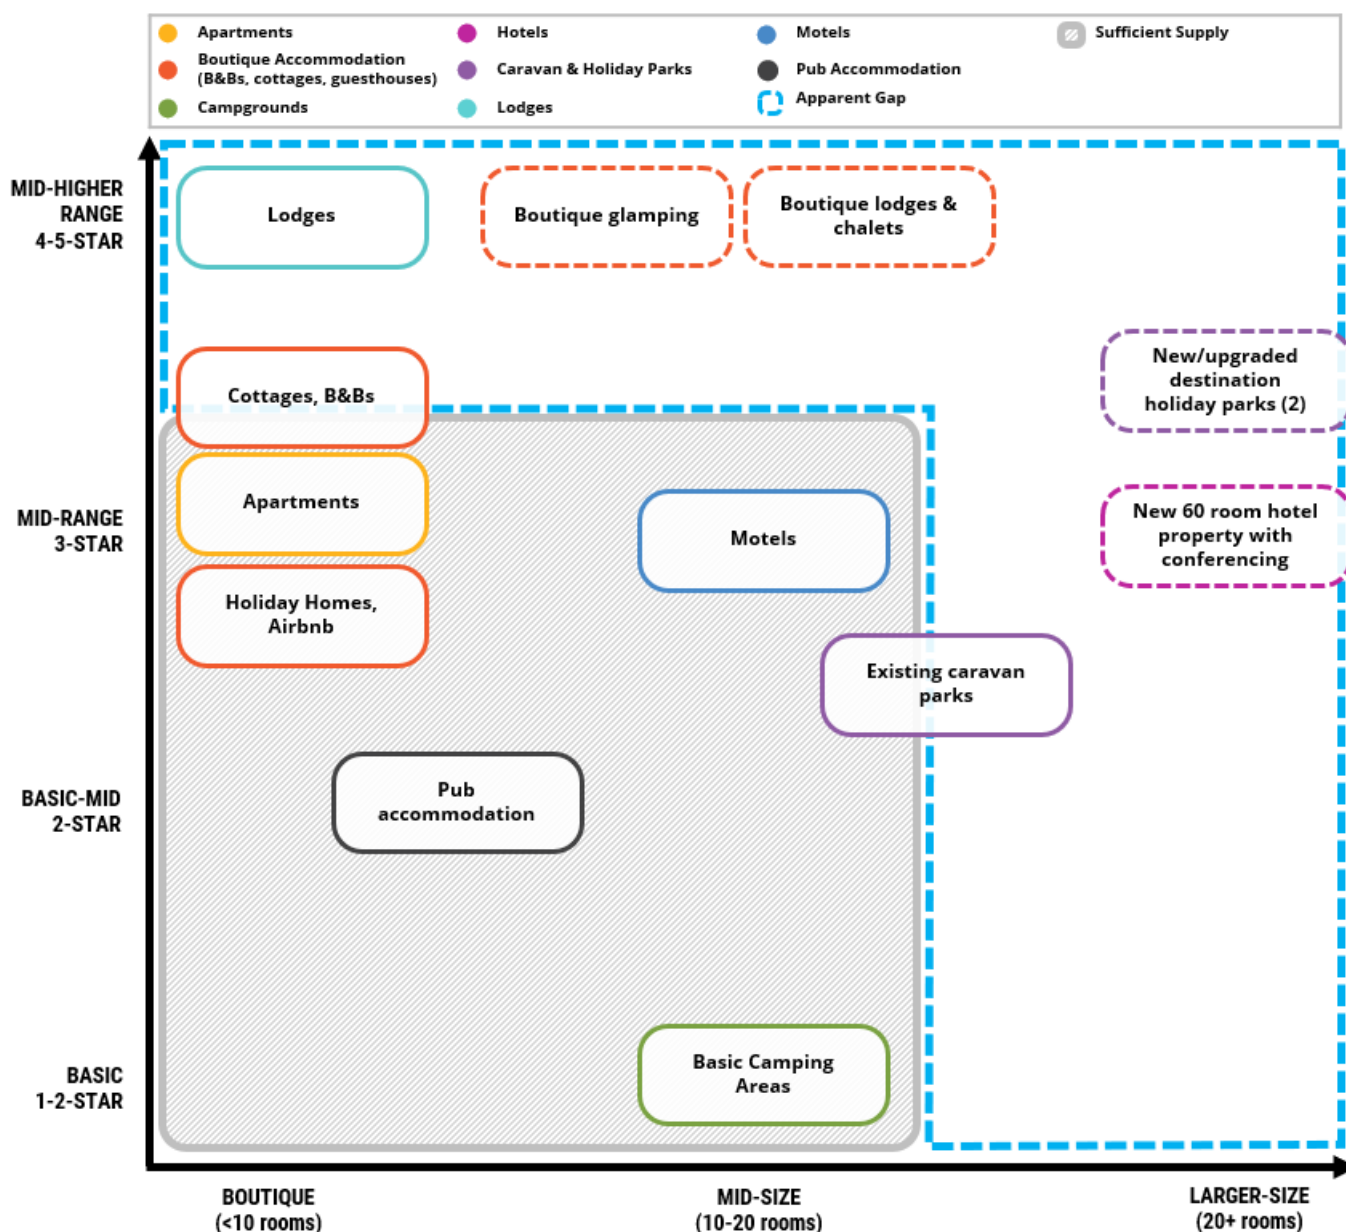 Apartments
Boutique Accommodation
(B&Bs, cottages, guesthouses)
Campgrounds
Hotels
Caravan & Holiday Parks
Lodges
Motels
Pub Accommodation
Apparent Gap
Sufficient Supply
MID-HIGHER
RANGE
4-5-STAR
Lodges
Boutique glamping
Boutique lodges &
chalets
Cottages, B&Bs
New/upgraded
destination
holiday parks (2)
MID-RANGE
3-STAR
Apartments
Motels
New 60 room hotel
property with
conferencing
Holiday Homes,
Airbnb
Existing caravan
parks
BASIC-MID
2-STAR
Pub
accommodation
BASIC
1-2-STAR
Basic Camping
Areas
BOUTIQUE
(<10 rooms)
MID-SIZE
(10-20 rooms)
LARGER-SIZE
(20+ rooms)